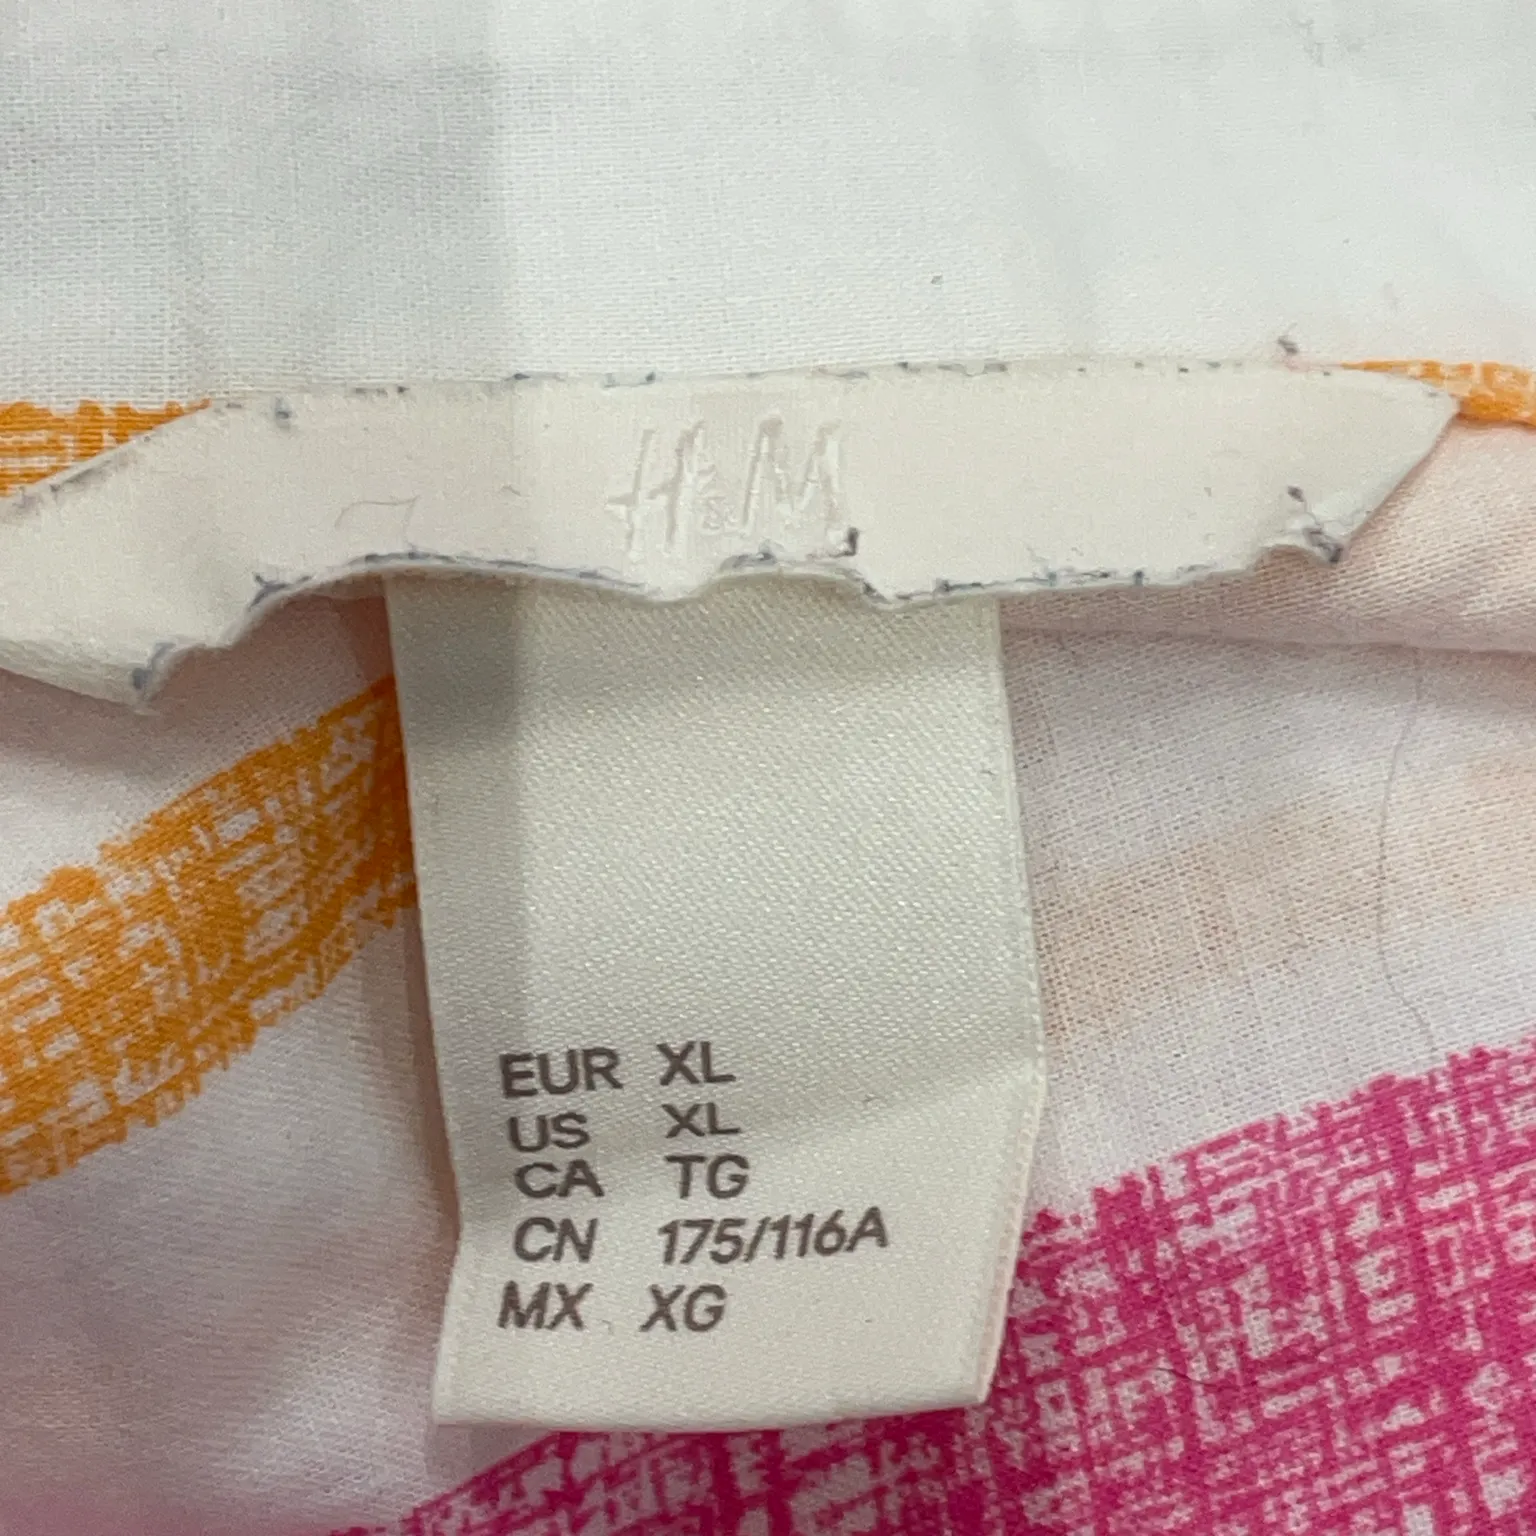 H&M
EUR XL
US XL
CA TG
CN 175/116A
MX XG